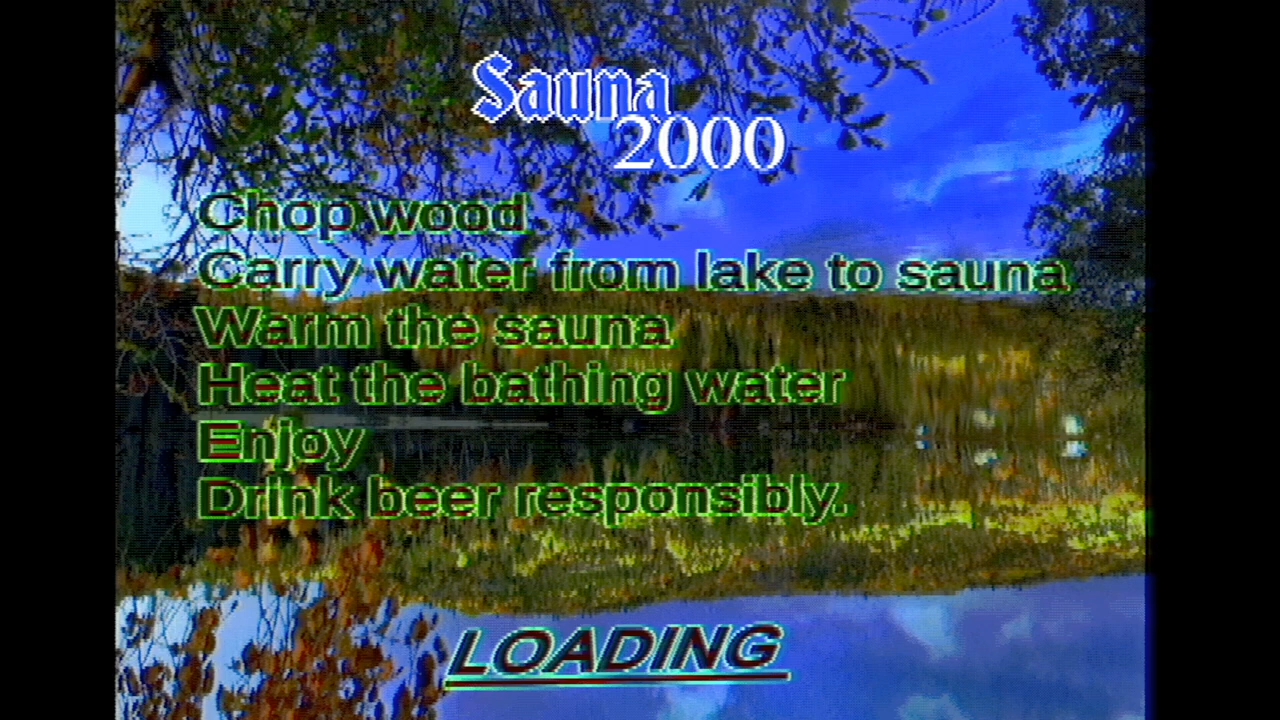 Sauna
2000
Chop wood
Carry water from lake to sauna
Warm the sauna
Heat the bathing water
Enjoy
Drink beer responsibly.
LOADING